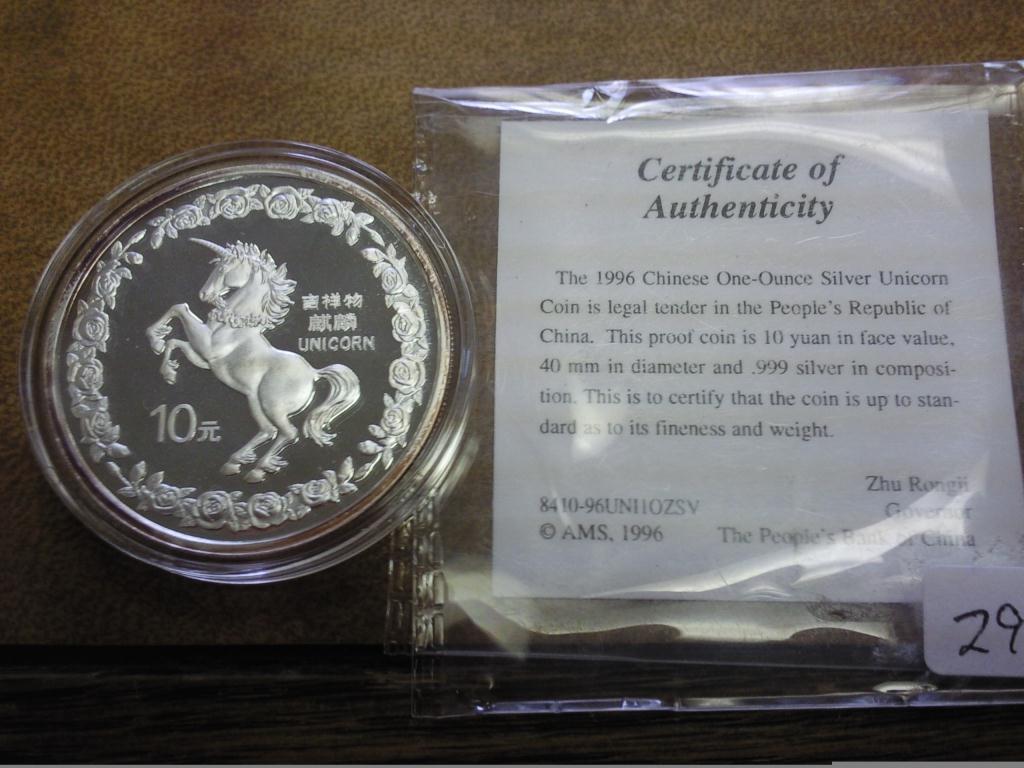 吉祥物
麒麟
UNICORN
10元
Certificate of
Authenticity
The 1996 Chinese One-Ounce Silver Unicorn
Coin is legal tender in the People's Republic of
China. This proof coin is 10 yuan in face value,
40 mm in diameter and .999 silver in composi-
tion. This is to certify that the coin is up to stan-
dard as to its fineness and weight.
Zhu Rongji
8410-96UNI1OZSV
Governor
© AMS, 1996
The People's Bank of China
29